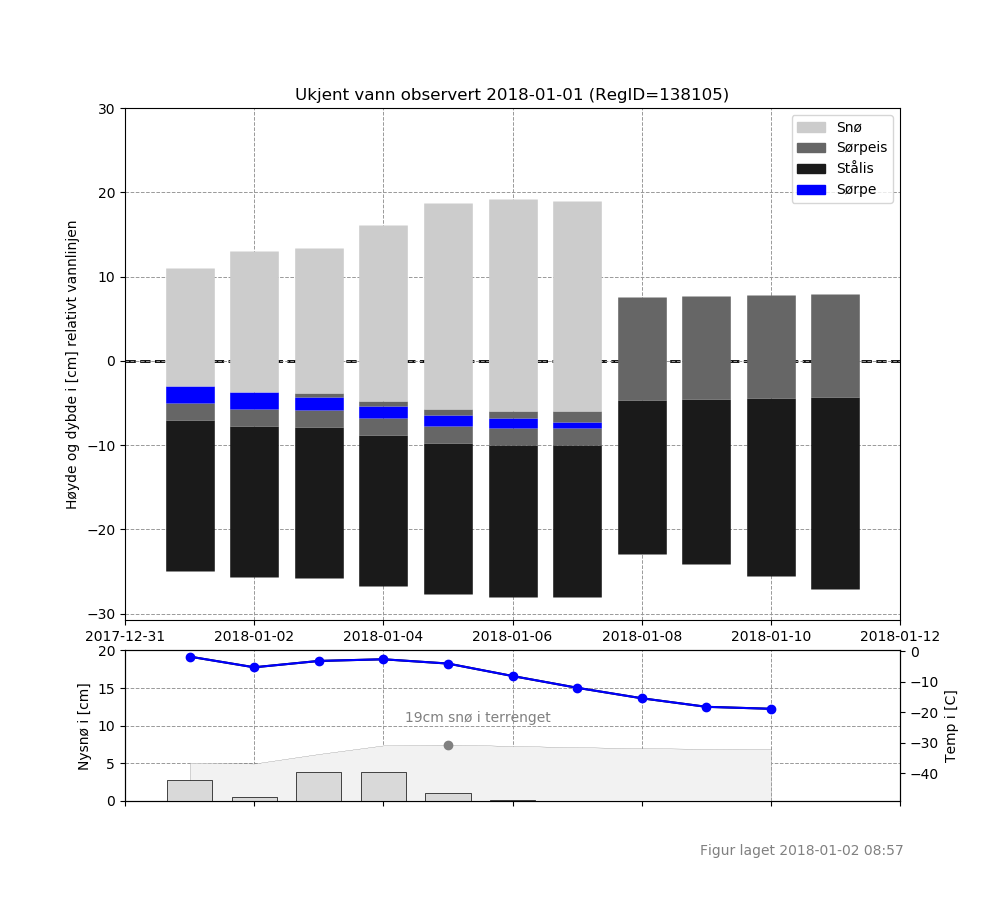 Ukjent vann observert 2018-01-01 (RegID=138105)
Høyde og dybde i [cm] relativt vannlinjen
30
20
10
0
−10
−20
−30
Snø
Sørpeis
Stålis
Sørpe
2017-12-31 2018-01-02 2018-01-04 2018-01-06 2018-01-08 2018-01-10 2018-01-12
Nysnø i [cm]
20
15
10
5
0
19cm snø i terrenget
0
−10
−20
−30
−40
Temp i [C]
Figur laget 2018-01-02 08:57